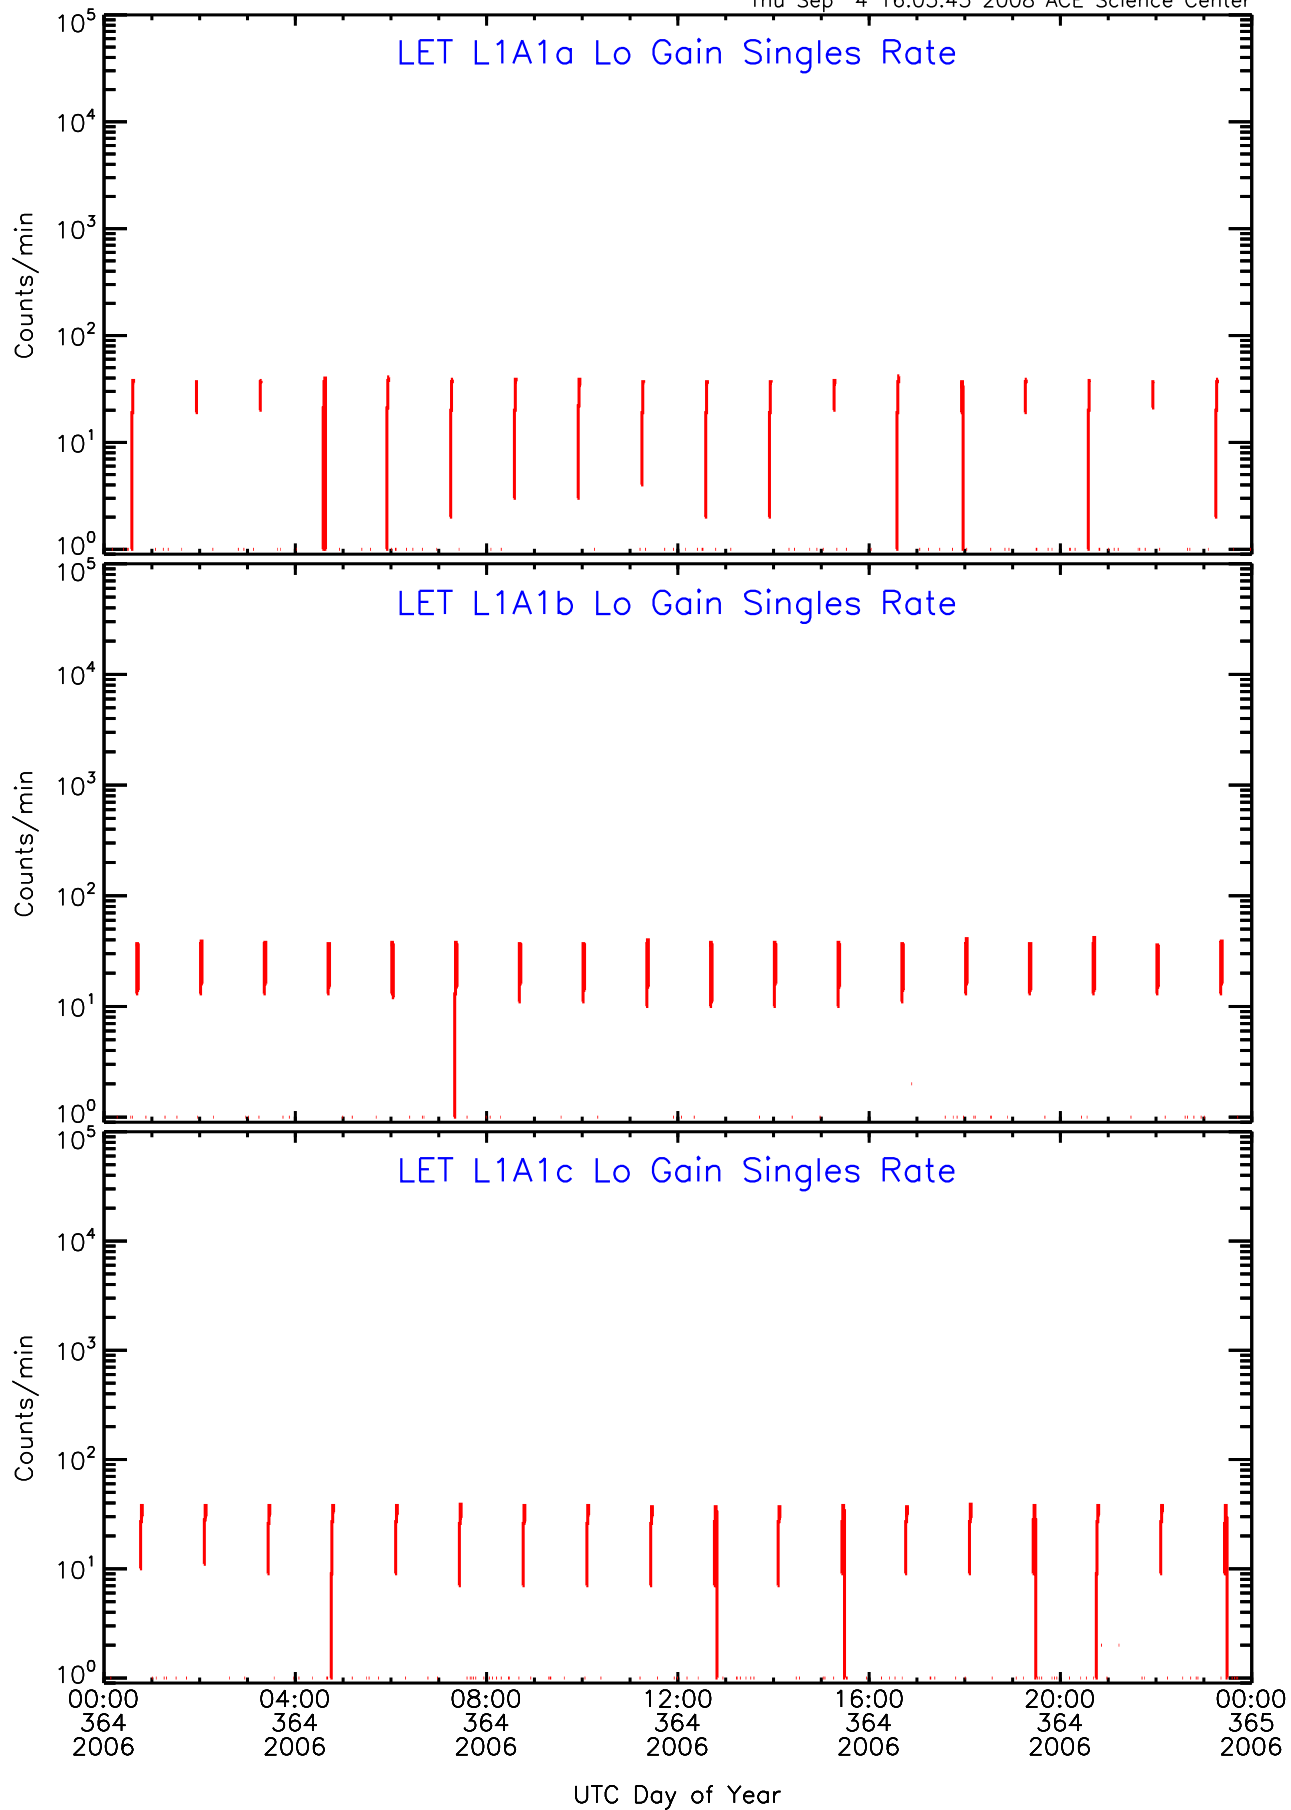 Thu Sep 4 16:05:45 2008 ACE Science Center
LET L1A1a Lo Gain Singles Rate
10^5
10^4
10^3
10^2
10^1
10^0
Counts/min
LET L1A1b Lo Gain Singles Rate
10^5
10^4
10^3
10^2
10^1
10^0
Counts/min
LET L1A1c Lo Gain Singles Rate
10^5
10^4
10^3
10^2
10^1
10^0
Counts/min
00:00 04:00 08:00 12:00 16:00 20:00 00:00
364 364 364 364 364 364 365
2006 2006 2006 2006 2006 2006 2006
UTC Day of Year